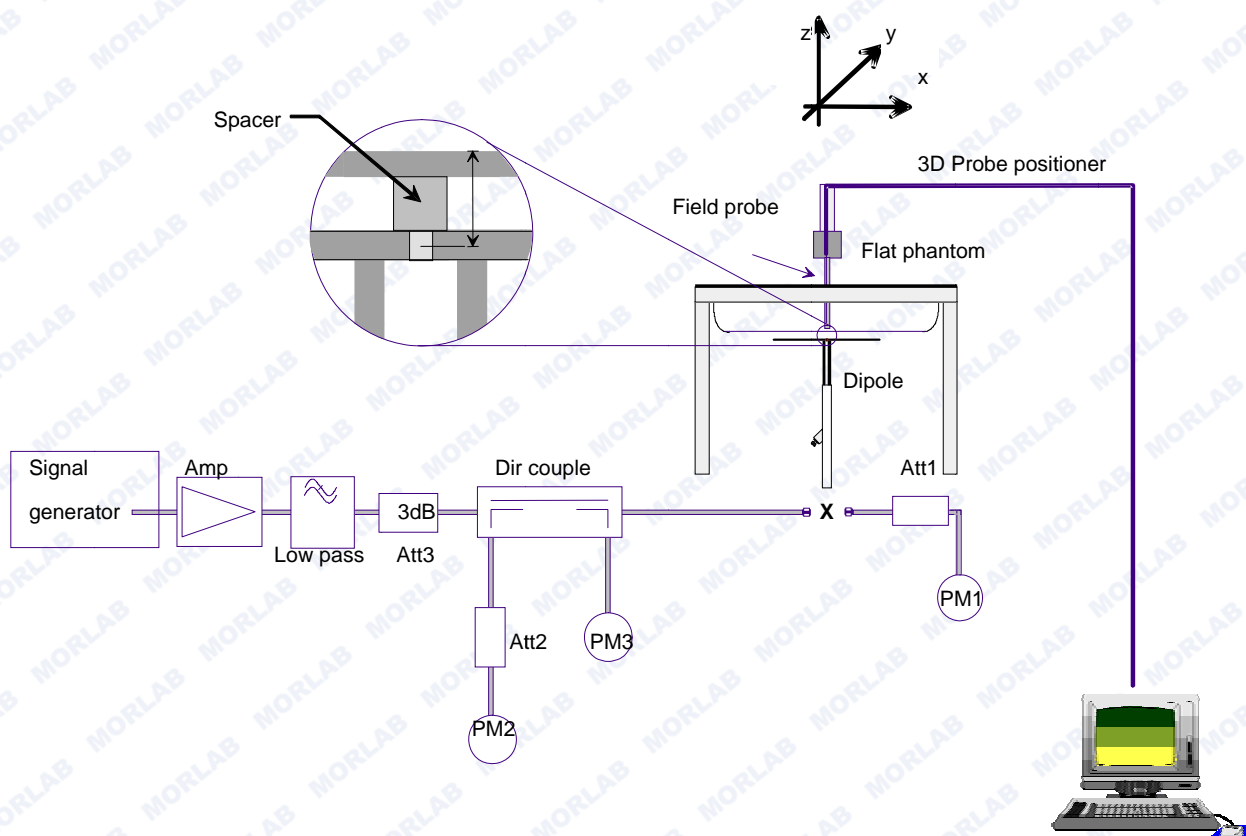 z
y
x
Spacer
3D Probe positioner
Field probe
Flat phantom
Dipole
Signal
generator
Amp
Low pass
3dB
Att3
Dir couple
Att2
PM2
PM3
X
Att1
PM1
MORLAB